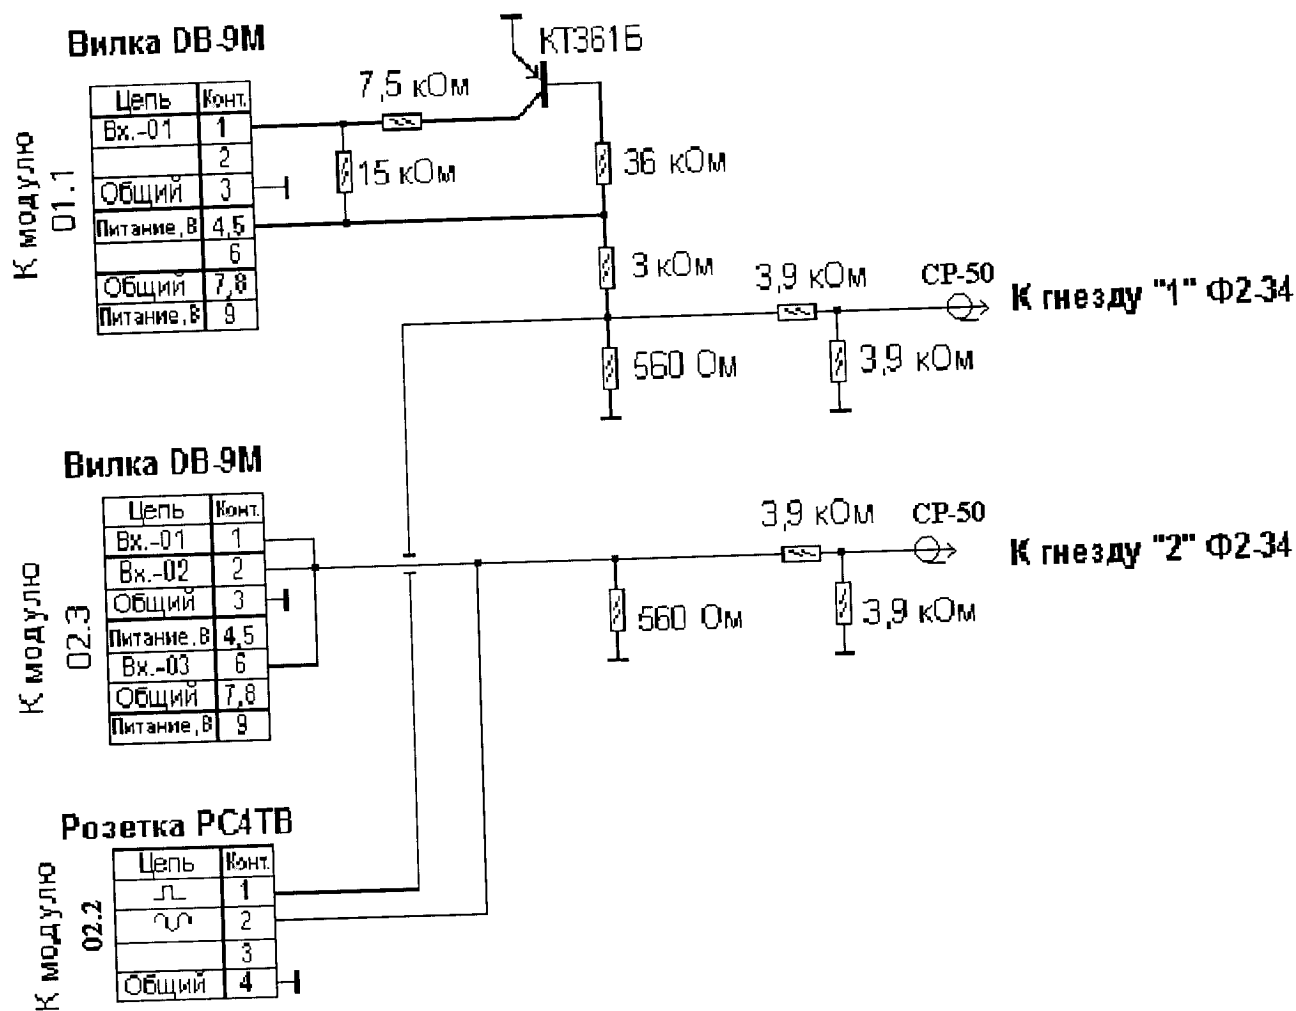 Вилка DB-9M
КТ361Б
7,5 кОм
Цепь Конт.
Вх.-01 1
2
Общий 3
Питание,В 4,5
6
Общий 7,8
Питание,В 9
К модулю
01.1
15 кОм
36 кОм
3 кОм
3,9 кОм
СР-50
К гнезду "1" Ф2-34
560 Ом
3,9 кОм
Вилка DB-9M
Цепь Конт.
Вх.-01 1
Вх.-02 2
Общий 3
Питание,В 4,5
Вх.-03 6
Общий 7,8
Питание,В 9
К модулю
02.3
3,9 кОм
СР-50
К гнезду "2" Ф2-34
560 Ом
3,9 кОм
Розетка РС4ТВ
Цепь Конт.
1
2
3
Общий 4
К модулю
02.2